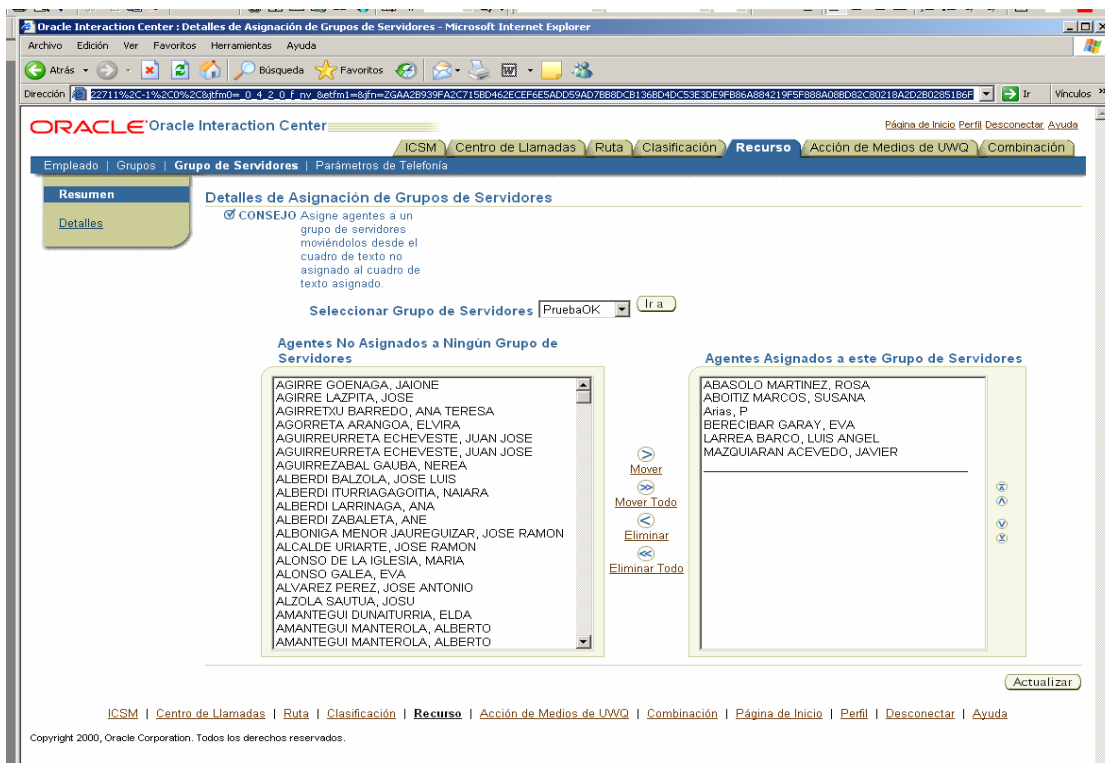 Oracle Interaction Center : Detalles de Asignación de Grupos de Servidores - Microsoft Internet Explorer
Archivo Edición Ver Favoritos Herramientas Ayuda
Atrás Búsqueda Favoritos
Dirección Ir Vínculos »
ORACLE Oracle Interaction Center
Página de Inicio Perfil Desconectar Ayuda
ICSM Centro de Llamadas Ruta Clasificación Recurso Acción de Medios de UWQ Combinación
Empleado | Grupos | Grupo de Servidores | Parámetros de Telefonía
Resumen
Detalles
Detalles de Asignación de Grupos de Servidores
CONSEJO Asigne agentes a un
grupo de servidores
moviéndolos desde el
cuadro de texto no
asignado al cuadro de
texto asignado.
Seleccionar Grupo de Servidores PruebaOK Ir a
Agentes No Asignados a Ningún Grupo de
Servidores
AGIRRE GOENAGA, JAIONE
AGIRRE LAZPITA, JOSE
AGIRRETXU BARREDO, ANA TERESA
AGORRETA ARANGOA, ELVIRA
AGUIRREURRETA ECHEVESTE, JUAN JOSE
AGUIRREURRETA ECHEVESTE, JUAN JOSE
AGUIRREZABAL GAUBA, NEREA
ALBERDI BALZOLA, JOSE LUIS
ALBERDI ITURRIAGAGOITIA, NAIARA
ALBERDI LARRINAGA, ANA
ALBERDI ZABALETA, ANE
ALBONIGA MENOR JAUREGUIZAR, JOSE RAMON
ALCALDE URIARTE, JOSE RAMON
ALONSO DE LA IGLESIA, MARIA
ALONSO GALEA, EVA
ALVAREZ PEREZ, JOSE ANTONIO
ALZOLA SAUTUA, JOSU
AMANTEGUI DUNAITURRIA, ELDA
AMANTEGUI MANTEROLA, ALBERTO
AMANTEGUI MANTEROLA, ALBERTO
Mover
Mover Todo
Eliminar
Eliminar Todo
Agentes Asignados a este Grupo de Servidores
ABASOLO MARTINEZ, ROSA
ABOITIZ MARCOS, SUSANA
Arias, P
BERECIBAR GARAY, EVA
LARREA BARCO, LUIS ANGEL
MAZQUIARAN ACEVEDO, JAVIER
Actualizar
ICSM | Centro de Llamadas | Ruta | Clasificación | Recurso | Acción de Medios de UWQ | Combinación | Página de Inicio | Perfil | Desconectar | Ayuda
Copyright 2000, Oracle Corporation. Todos los derechos reservados.